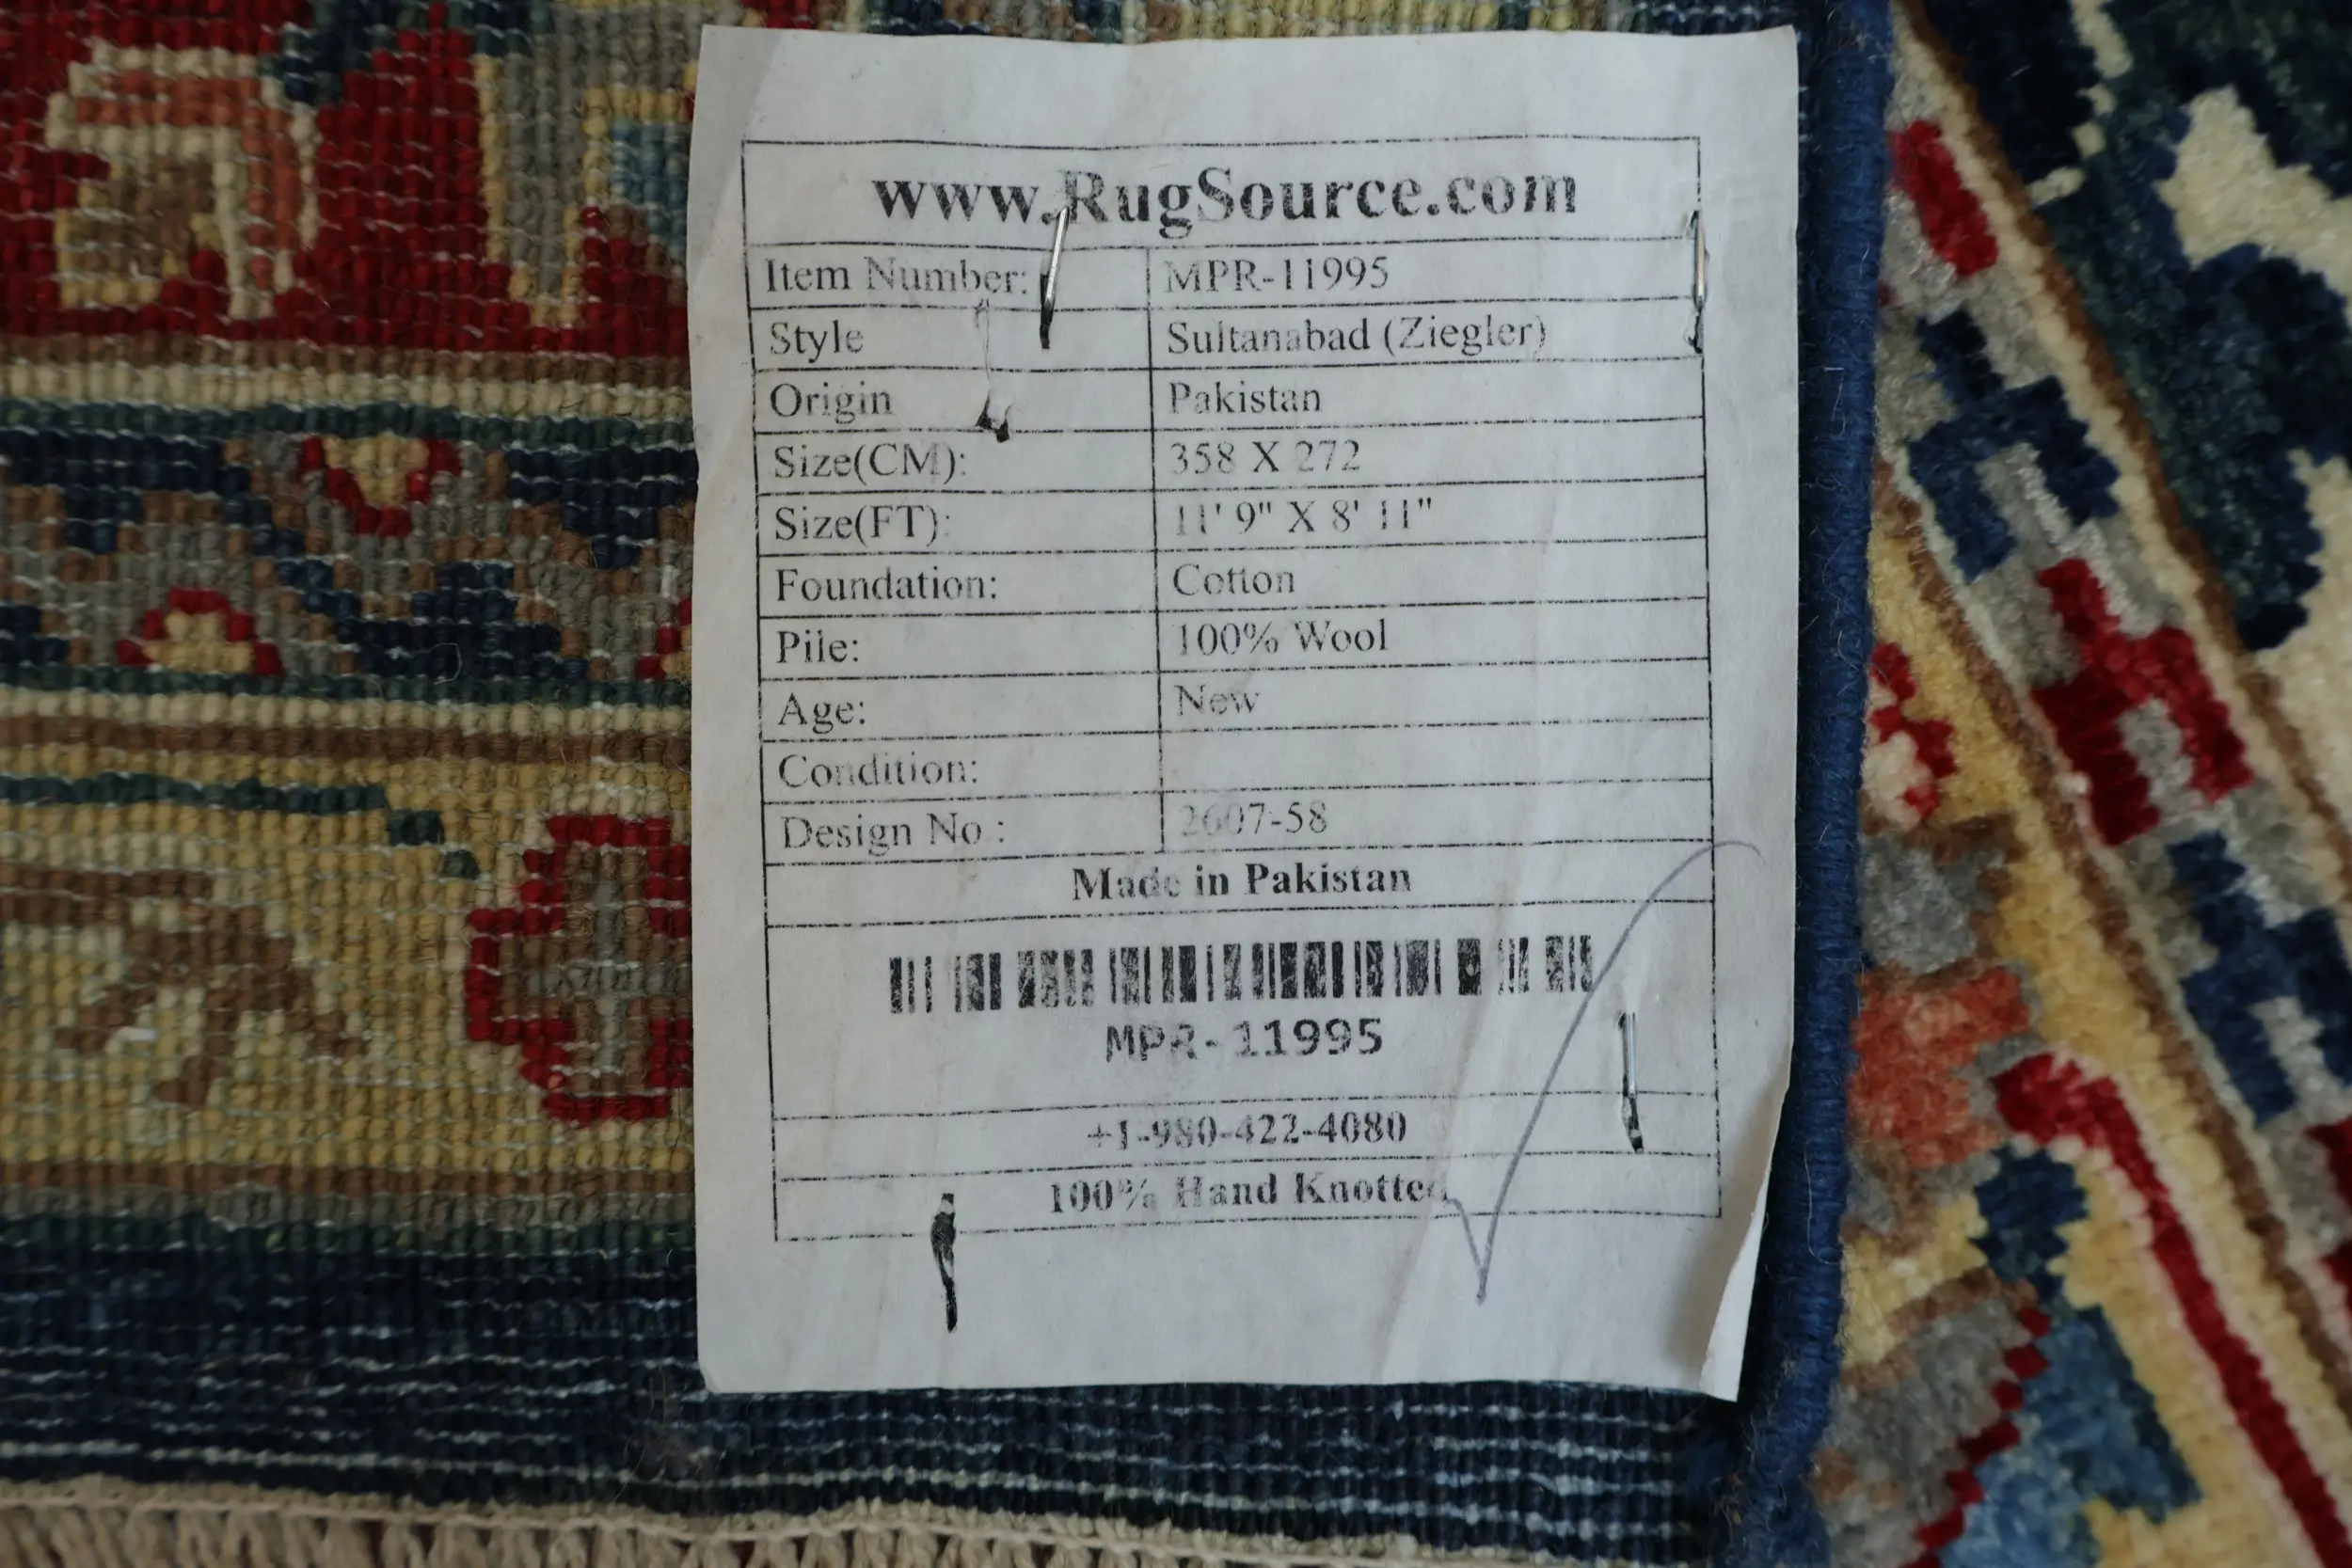 www.RugSource.com
Item Number: MPR-11995
Style Sultanabad (Ziegler)
Origin Pakistan
Size(CM): 358 X 272
Size(FT): 11' 9" X 8' 11"
Foundation: Cotton
Pile: 100% Wool
Age: New
Condition:
Design No : 2607-58
Made in Pakistan
MPR-11995
+1-980-422-4080
100% Hand Knotted